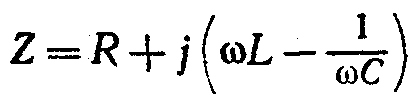 Z = R + j(ωL − 1/ωC)